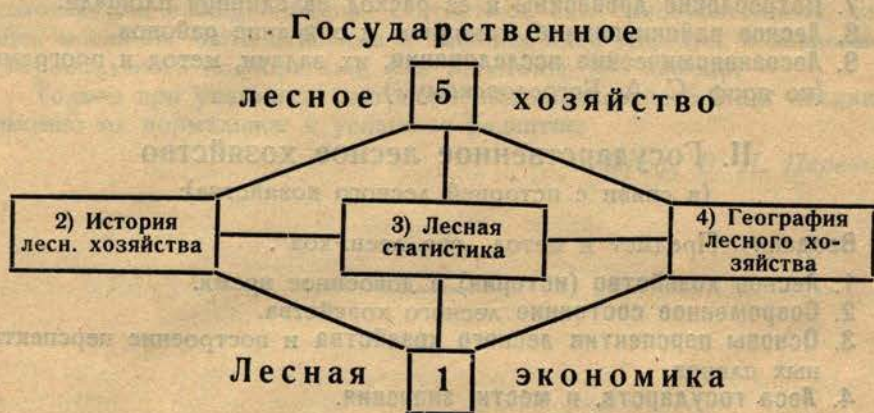 Государственное
лесное 5 хозяйство
2) История
лесн. хозяйства
3) Лесная
статистика
4) География
лесного хо-
зяйства
Лесная 1 экономика